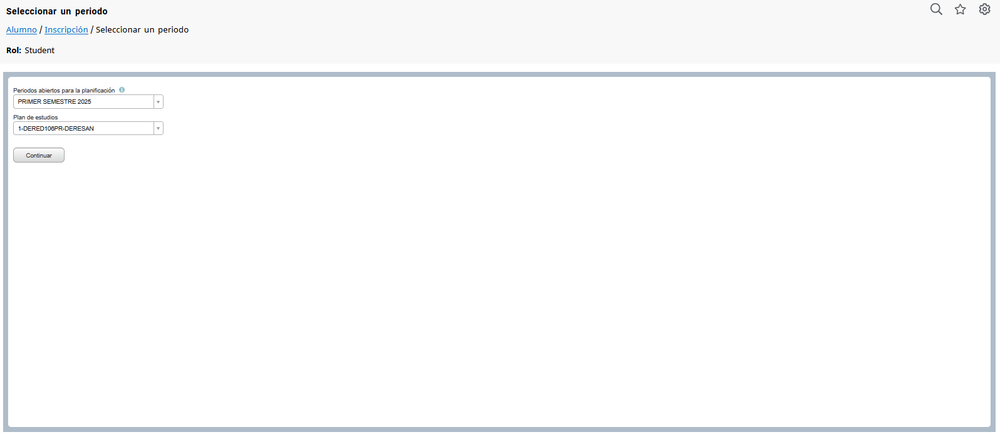 Seleccionar un periodo
Alumno / Inscripción / Seleccionar un periodo
Rol: Student
Periodos abiertos para la planificación
PRIMER SEMESTRE 2025
Plan de estudios
1-DERED106PR-DERESAN
Continuar